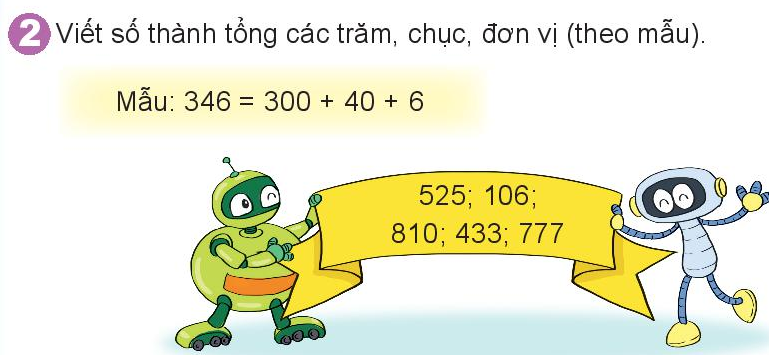 2 Viết số thành tổng các trăm, chục, đơn vị (theo mẫu).
Mẫu: 346 = 300 + 40 + 6
525; 106;
810; 433; 777